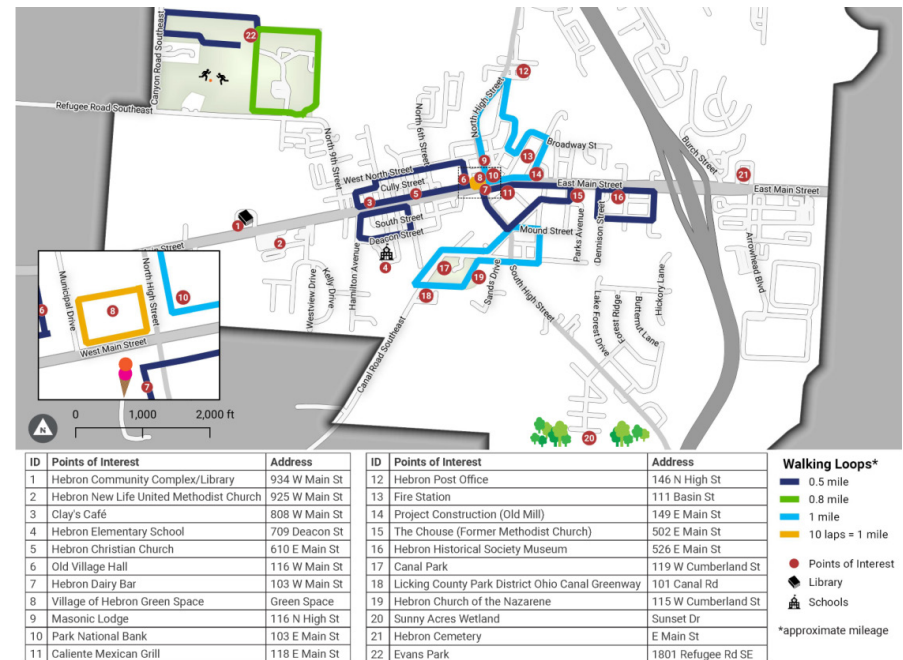 Canyon Road Southeast
22
Refugee Road Southeast
North 9th Street
North 6th Street
North High Street
12
Broadway St
13
Burch Street
West North Street
Cully Street
9
6
8
10
14
7
11
East Main Street
21
East Main Street
3
5
15
16
1
2
South Street
Deacon Street
4
Mound Street
Parks Avenue
Dennison Street
Arrowhead Blvd
Westview Drive
Kelly Drive
Hamilton Avenue
17
19
18
Sands Drive
South High Street
Hickory Lane
Butternut Lane
Forest Ridge
Lake Forest Drive
Canal Road Southeast
20
Street
Municipal Drive
North High Street
10
8
6
West Main Street
7
N
0 1,000 2,000 ft
ID Points of Interest Address
1 Hebron Community Complex/Library 934 W Main St
2 Hebron New Life United Methodist Church 925 W Main St
3 Clay's Café 808 W Main St
4 Hebron Elementary School 709 Deacon St
5 Hebron Christian Church 610 E Main St
6 Old Village Hall 116 W Main St
7 Hebron Dairy Bar 103 W Main St
8 Village of Hebron Green Space Green Space
9 Masonic Lodge 116 N High St
10 Park National Bank 103 E Main St
11 Caliente Mexican Grill 118 E Main St
ID Points of Interest Address
12 Hebron Post Office 146 N High St
13 Fire Station 111 Basin St
14 Project Construction (Old Mill) 149 E Main St
15 The Chouse (Former Methodist Church) 502 E Main St
16 Hebron Historical Society Museum 526 E Main St
17 Canal Park 119 W Cumberland St
18 Licking County Park District Ohio Canal Greenway 101 Canal Rd
19 Hebron Church of the Nazarene 115 W Cumberland St
20 Sunny Acres Wetland Sunset Dr
21 Hebron Cemetery E Main St
22 Evans Park 1801 Refugee Rd SE
Walking Loops*
0.5 mile
0.8 mile
1 mile
10 laps = 1 mile
Points of Interest
Library
Schools
*approximate mileage